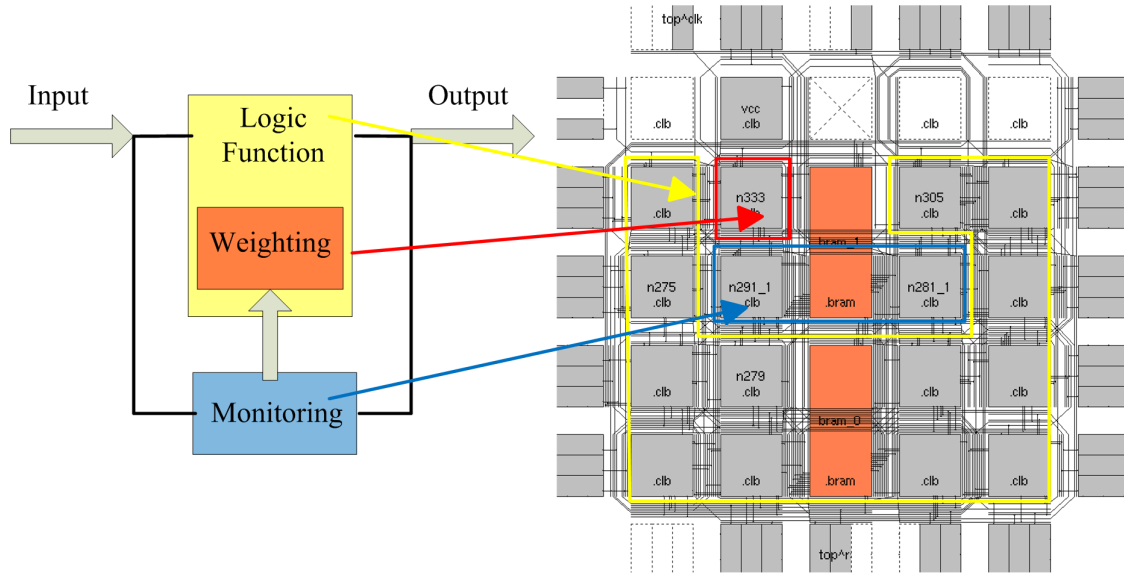 Input
Logic
Function
Output
Weighting
Monitoring
top^clk
vcc
.clb
.clb
.clb
.clb
n333
n305
.clb
.clb
.clb
.clb
bram_1
n275
n291_1
n281_1
.clb
.clb
.bram
.clb
.clb
n279
.clb
.clb
.clb
.clb
bram_0
.clb
.clb
.bram
.clb
.clb
top^r